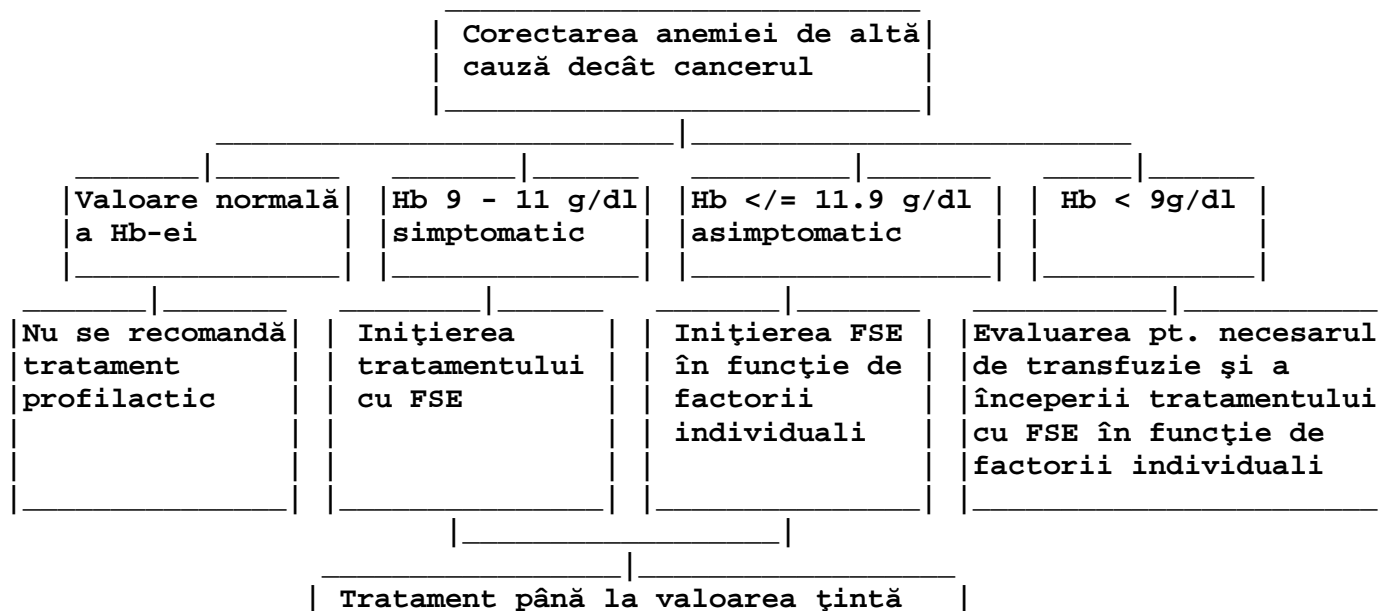 Corectarea anemiei de altă
cauză decât cancerul
Valoare normală
a Hb-ei
Hb 9 - 11 g/dl
simptomatic
Hb </= 11.9 g/dl
asimptomatic
Hb < 9g/dl
Nu se recomandă
tratament
profilactic
Iniţierea
tratamentului
cu FSE
Iniţierea FSE
în funcţie de
factorii
individuali
Evaluarea pt. necesarul
de transfuzie şi a
începerii tratamentului
cu FSE în funcţie de
factorii individuali
Tratament până la valoarea ţintă